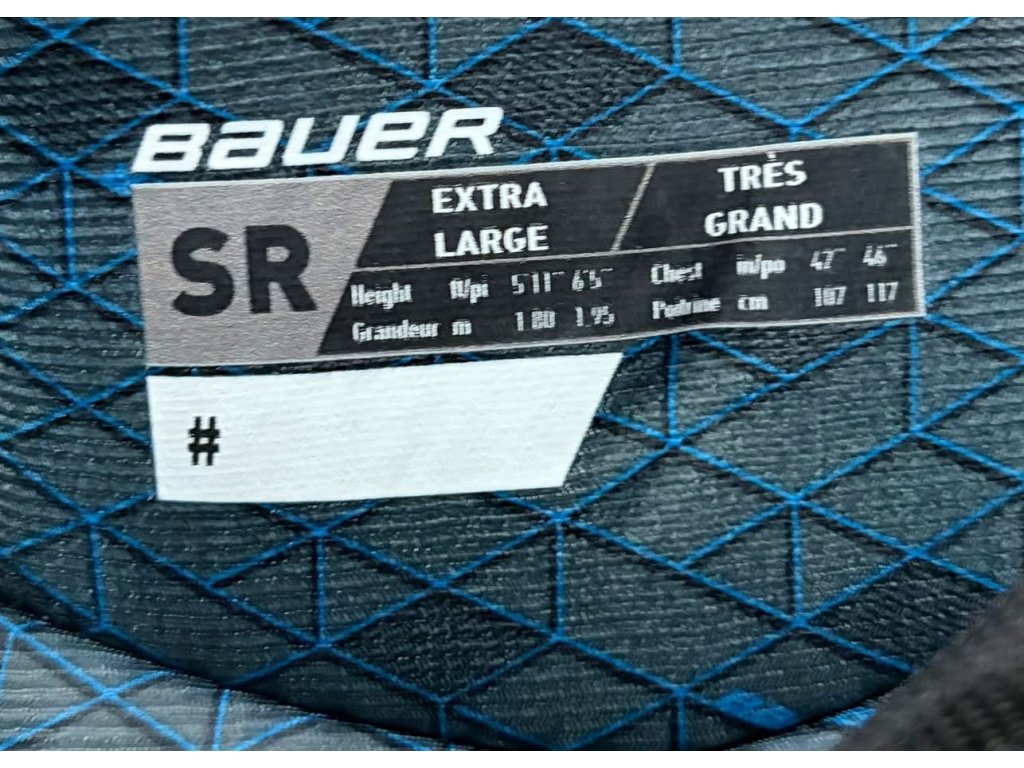 BAUER
SR
EXTRA
LARGE
TRÈS
GRAND
Height ft/pi 5'11" 6'5"
Grandeur m 1.80 1.95
Chest in/po 42" 46"
Poitrine cm 107 117
#